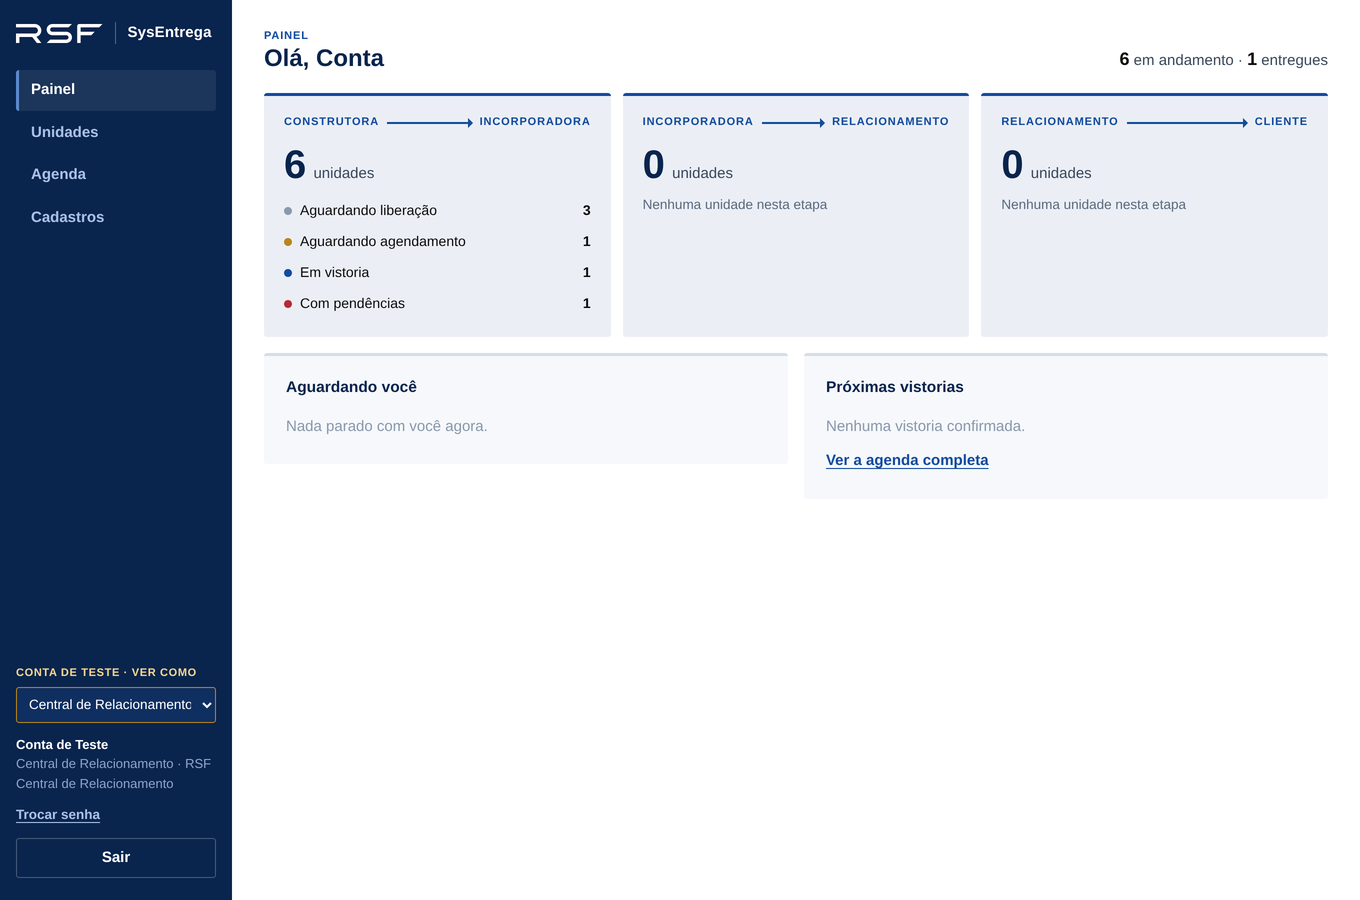 RSF
SysEntrega
Painel
Unidades
Agenda
Cadastros
CONTA DE TESTE · VER COMO
Central de Relacionamento
Conta de Teste
Central de Relacionamento · RSF
Central de Relacionamento
Trocar senha
Sair
PAINEL
Olá, Conta
6 em andamento · 1 entregues
CONSTRUTORA INCORPORADORA
6 unidades
Aguardando liberação 3
Aguardando agendamento 1
Em vistoria 1
Com pendências 1
INCORPORADORA RELACIONAMENTO
0 unidades
Nenhuma unidade nesta etapa
RELACIONAMENTO CLIENTE
0 unidades
Nenhuma unidade nesta etapa
Aguardando você
Nada parado com você agora.
Próximas vistorias
Nenhuma vistoria confirmada.
Ver a agenda completa